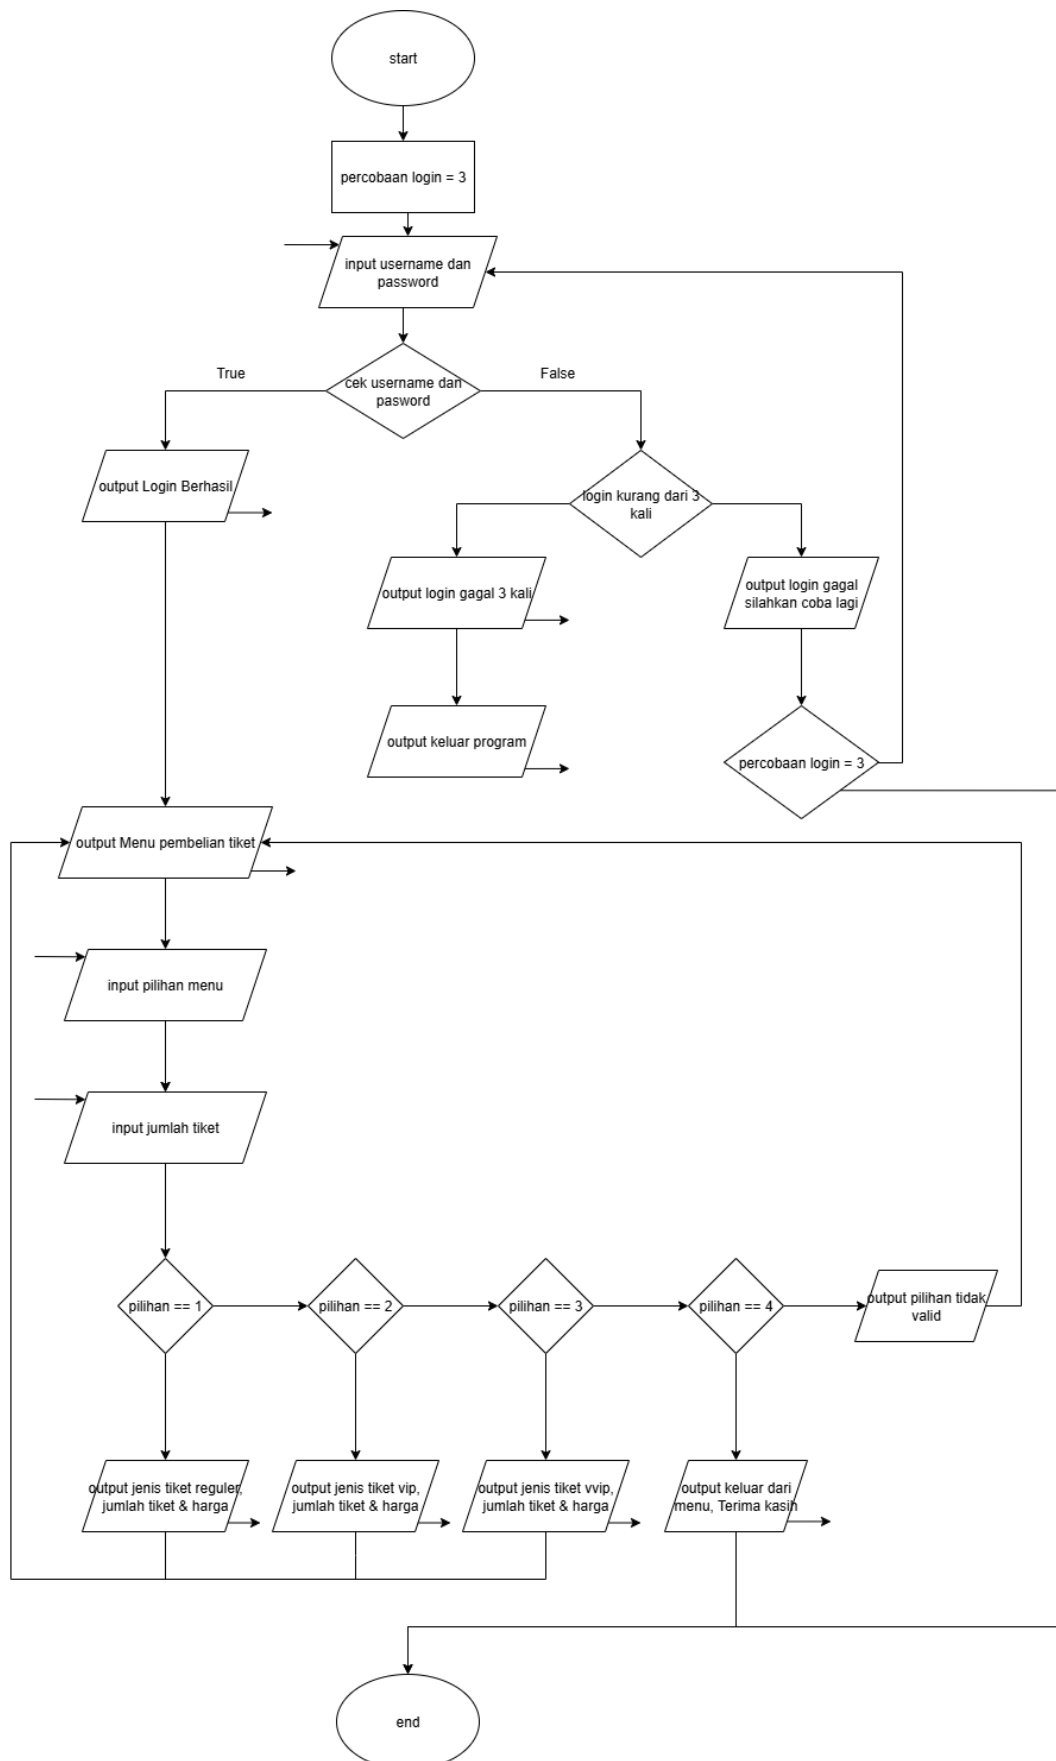 start
percobaan login = 3
input username dan
password
True
False
cek username dan
pasword
output Login Berhasil
login kurang dari 3
kali
output login gagal 3 kali
output login gagal
silahkan coba lagi
output keluar program
percobaan login = 3
output Menu pembelian tiket
input pilihan menu
input jumlah tiket
pilihan == 1
pilihan == 2
pilihan == 3
pilihan == 4
output pilihan tidak
valid
output jenis tiket reguler,
jumlah tiket & harga
output jenis tiket vip,
jumlah tiket & harga
output jenis tiket vvip,
jumlah tiket & harga
output keluar dari
menu, Terima kasih
end